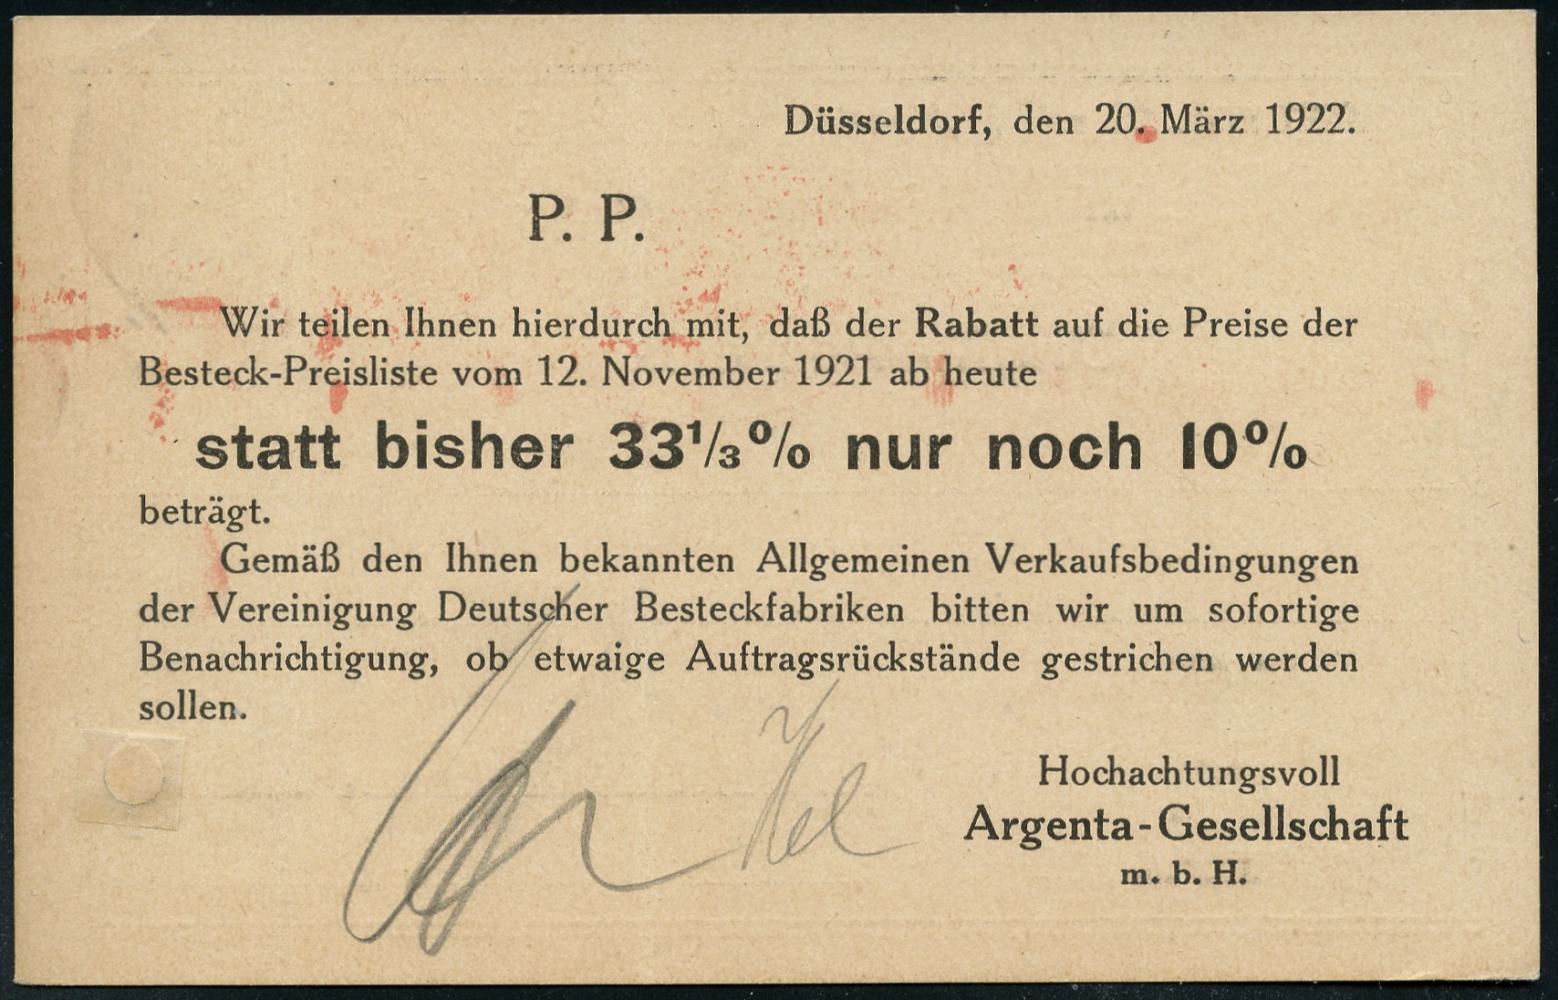 Düsseldorf, den 20. März 1922.
P. P.
Wir teilen Ihnen hierdurch mit, daß der Rabatt auf die Preise der
Besteck-Preisliste vom 12. November 1921 ab heute
statt bisher 33⅓% nur noch 10%
beträgt.
Gemäß den Ihnen bekannten Allgemeinen Verkaufsbedingungen
der Vereinigung Deutscher Besteckfabriken bitten wir um sofortige
Benachrichtigung, ob etwaige Auftragsrückstände gestrichen werden
sollen.
Hochachtungsvoll
Argenta-Gesellschaft
m. b. H.